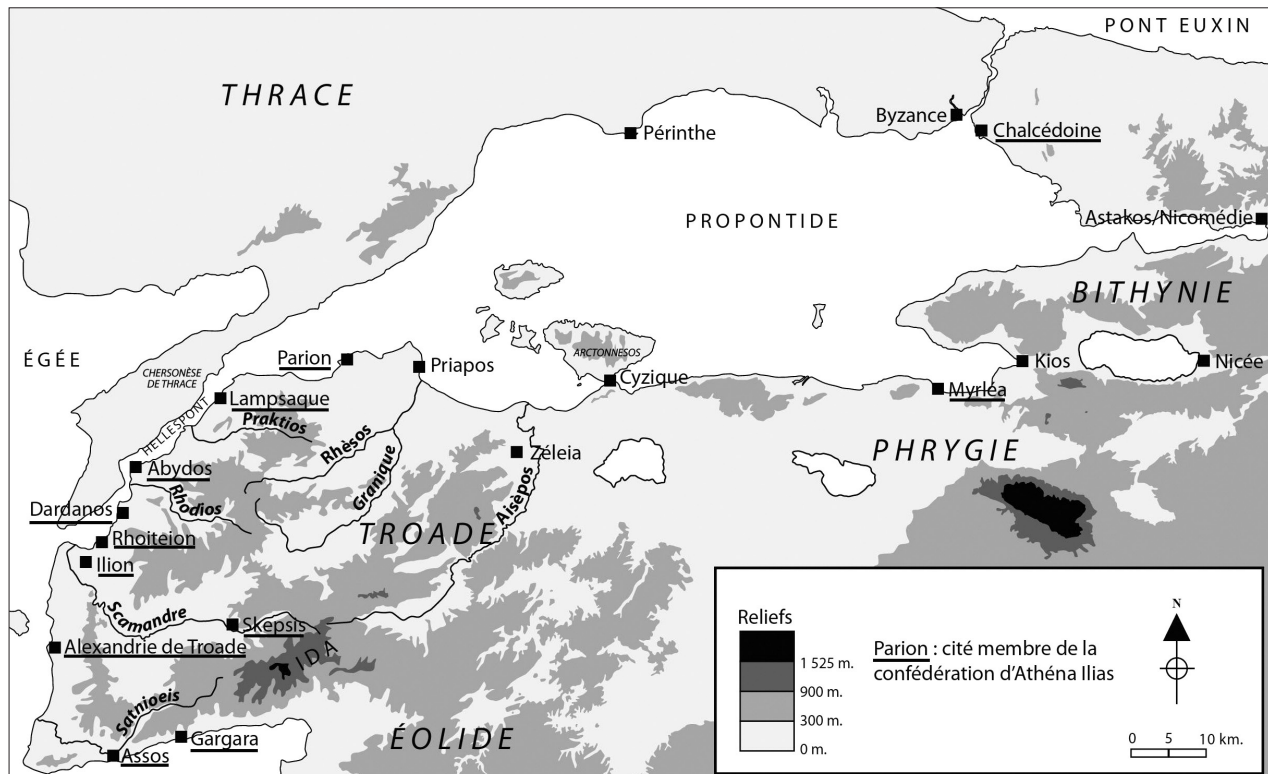 PONT EUXIN
THRACE
Byzance
Chalcédoine
Périnthe
PROPONTIDE
Astakos/Nicomédie
BITHYNIE
ÉGÉE
CHERSONÈSE
DE THRACE
Parion
Priapos
ARCTONNESOS
Cyzique
Kios
Nicée
Myrléa
Lampsaque
HELLESPONT
Praktios
Rhèsos
Granique
Zéleia
PHRYGIE
Abydos
Rhodios
Aisèpos
Dardanos
TROADE
Rhoiteion
Ilion
Scamandre
Skepsis
Alexandrie de Troade
IDA
Satnioeis
Gargara
Assos
ÉOLIDE
Reliefs
1 525 m.
900 m.
300 m.
0 m.
Parion : cité membre de la
confédération d'Athéna Ilias
N
0 5 10 km.